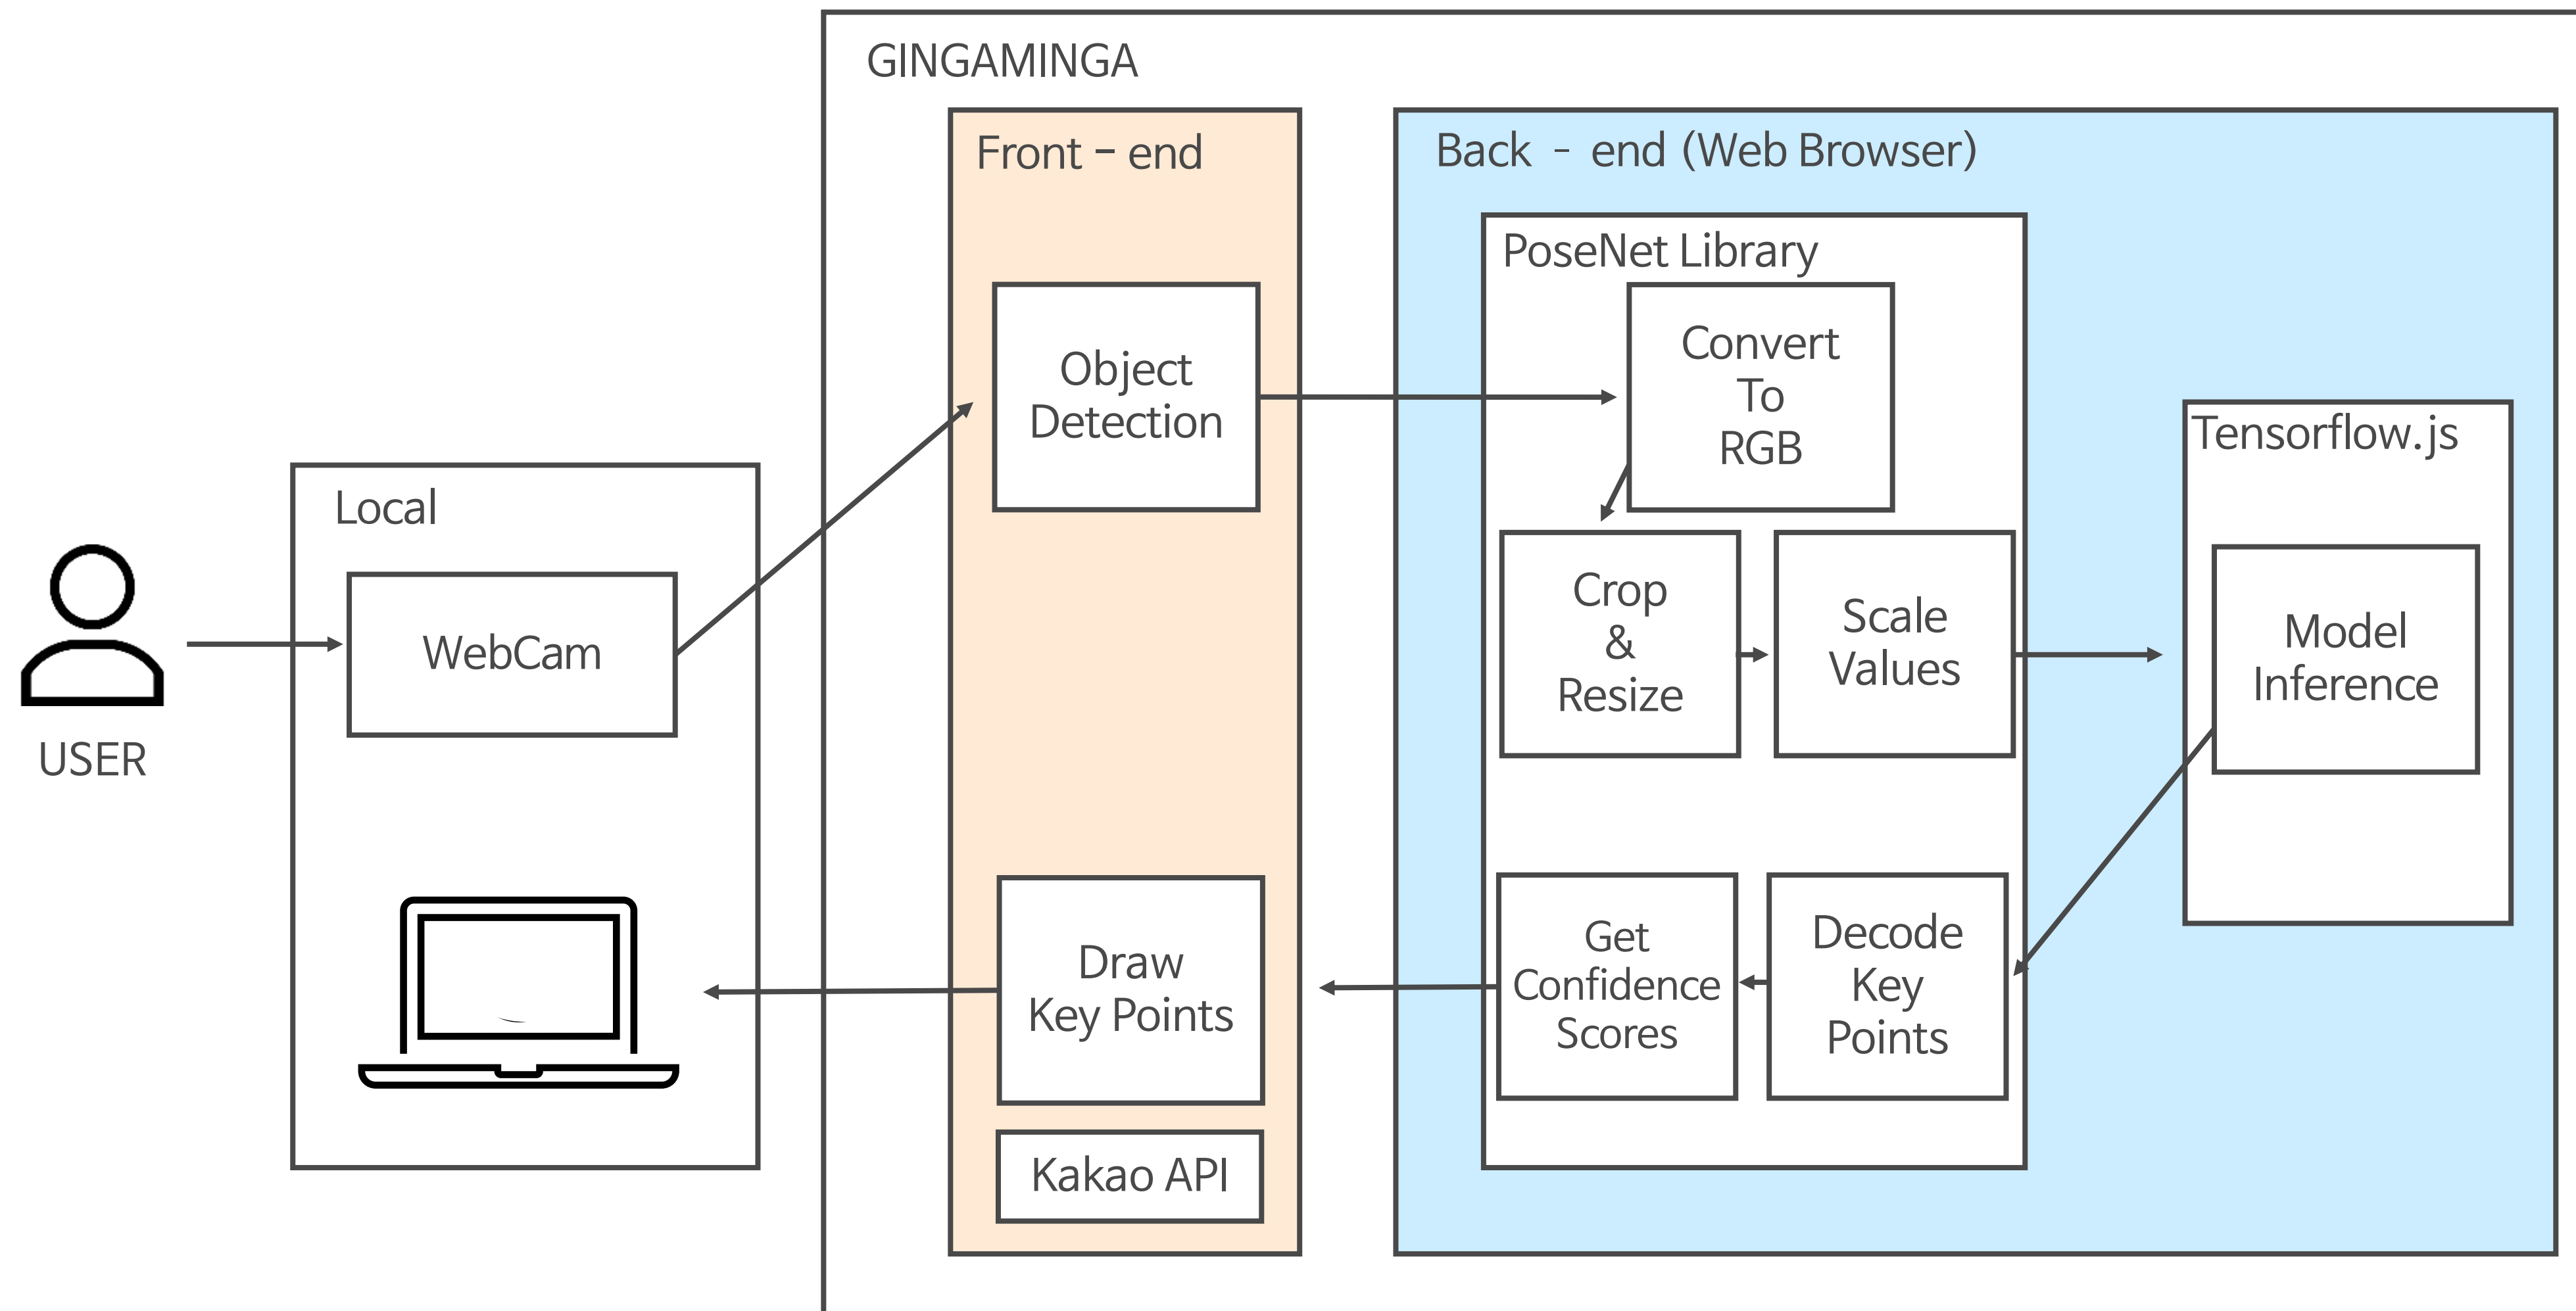 GINGAMINGA
Front - end
Back - end (Web Browser)
PoseNet Library
Object
Detection
Convert
To
RGB
Tensorflow.js
Local
WebCam
USER
Crop
&
Resize
Scale
Values
Model
Inference
Draw
Key Points
Get
Confidence
Scores
Decode
Key
Points
Kakao API